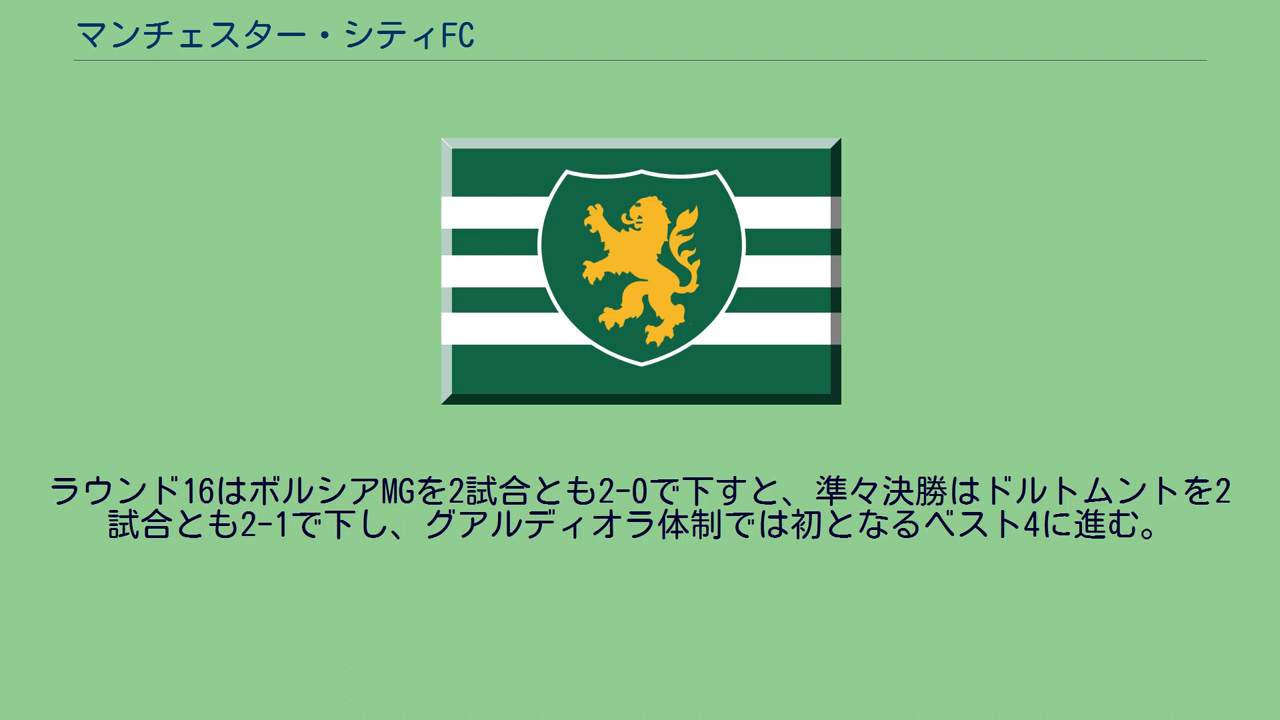 マンチェスター・シティFC
ラウンド16はボルシアMGを2試合とも2-0で下すと、準々決勝はドルトムントを2
試合とも2-1で下し、グアルディオラ体制では初となるベスト4に進む。